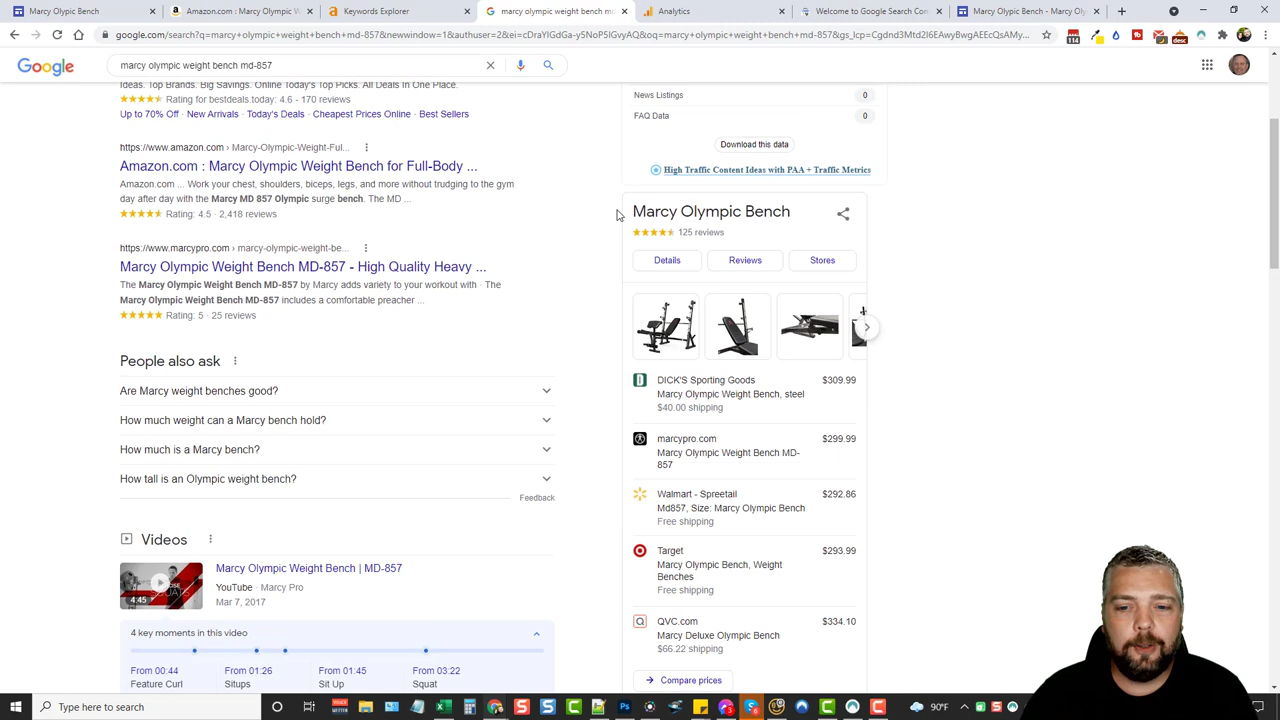 Marcy Olympic Weight Bench m
Amazon.com: Marcy Olympic W
Keywords Explorer
marcy olympic weight bench md
Analytics
Welcome to Google Search Con
Marcy Olypic Bench MD-857 -
google.com/search?q=marcy+olympic+weight+bench+md-857&newwindow=1&authuser=2&
114
desc
Google
marcy olympic weight bench md-857
Ideas. Top Brands. Big Savings. Online Today's Top Picks. All Deals In One Place.
Rating for bestdeals.today: 4.6 - 170 reviews
Up to 70% Off · New Arrivals · Today's Deals · Cheapest Prices Online · Best Sellers
https://www.amazon.com › Marcy-Olympic-Weight-Ful...
Amazon.com : Marcy Olympic Weight Bench for Full-Body ...
Amazon.com ... Work your chest, shoulders, biceps, legs, and more without trudging to the gym
day after day with the Marcy MD 857 Olympic surge bench. The MD ...
Rating: 4.5 · 2,418 reviews
https://www.marcypro.com › marcy-olympic-weight-be...
Marcy Olympic Weight Bench MD-857 - High Quality Heavy ...
The Marcy Olympic Weight Bench MD-857 by Marcy adds variety to your workout with · The
Marcy Olympic Weight Bench MD-857 includes a comfortable preacher ...
Rating: 5 · 25 reviews
People also ask
Are Marcy weight benches good?
How much weight can a Marcy bench hold?
How much is a Marcy bench?
How tall is an Olympic weight bench?
Feedback
Videos
Marcy Olympic Weight Bench | MD-857
YouTube · Marcy Pro
Mar 7, 2017
4:45
4 key moments in this video
From 00:44
From 01:26
From 01:45
From 03:22
Feature Curl
Situps
Sit Up
Squat
News Listings
0
FAQ Data
0
Download this data
High Traffic Content Ideas with PAA + Traffic Metrics
Marcy Olympic Bench
125 reviews
Details
Reviews
Stores
DICK'S Sporting Goods
$309.99
Marcy Olympic Weight Bench, steel
$40.00 shipping
marcypro.com
$299.99
Marcy Olympic Weight Bench MD-
857
Walmart - Spreetail
$292.86
Md857, Size: Marcy Olympic Bench
Free shipping
Target
$293.99
Marcy Olympic Bench, Weight
Benches
Free shipping
QVC.com
$334.10
Marcy Deluxe Olympic Bench
$66.22 shipping
Compare prices
Type here to search
90°F